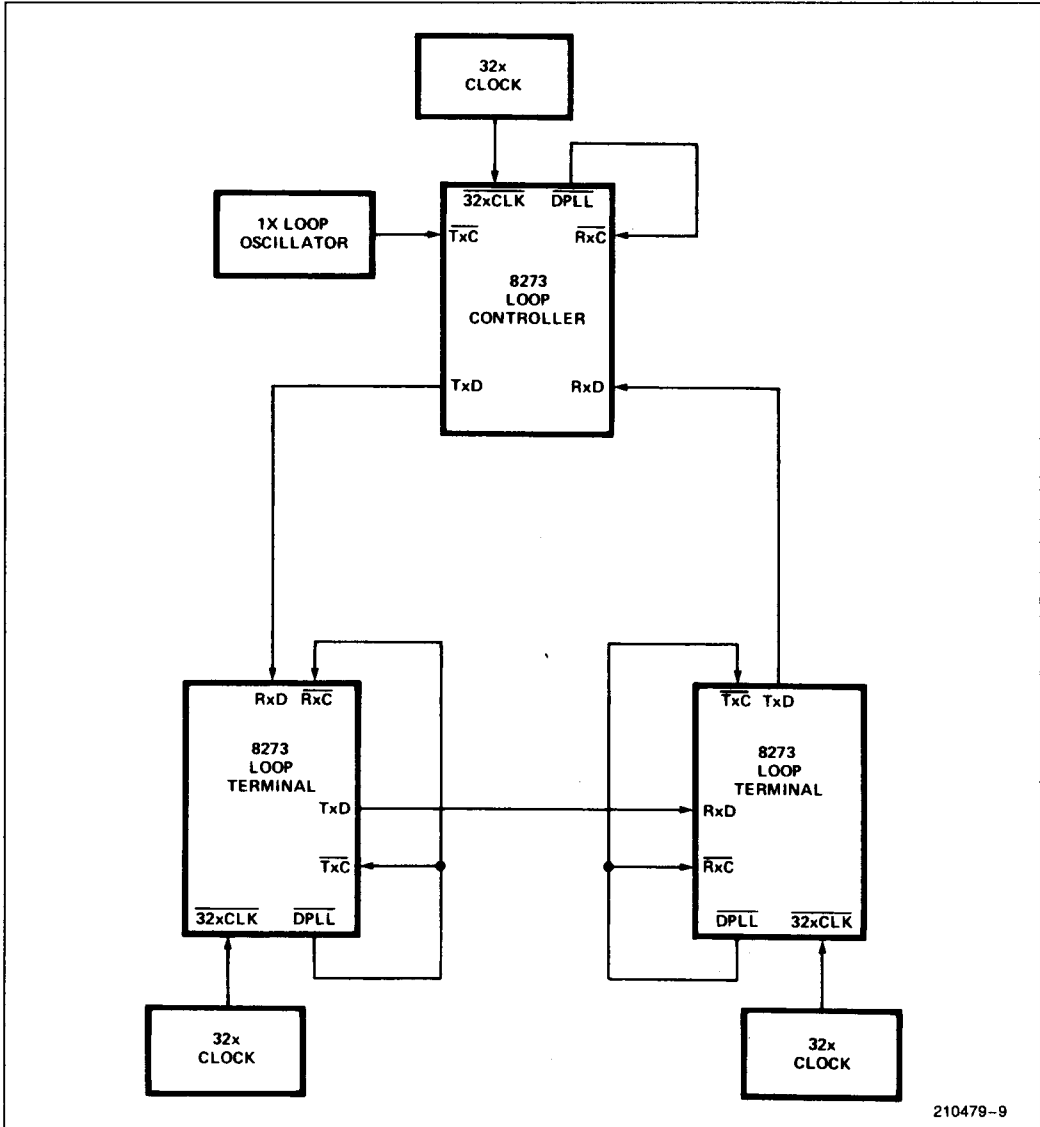 32x
CLOCK
32xCLK DPLL
1X LOOP
OSCILLATOR
TxC RxC
8273
LOOP
CONTROLLER
TxD RxD
RxD RxC
8273
LOOP
TERMINAL
TxD
TxC
32xCLK DPLL
32x
CLOCK
TxC TxD
8273
LOOP
TERMINAL
RxD
RxC
DPLL 32xCLK
32x
CLOCK
210479-9